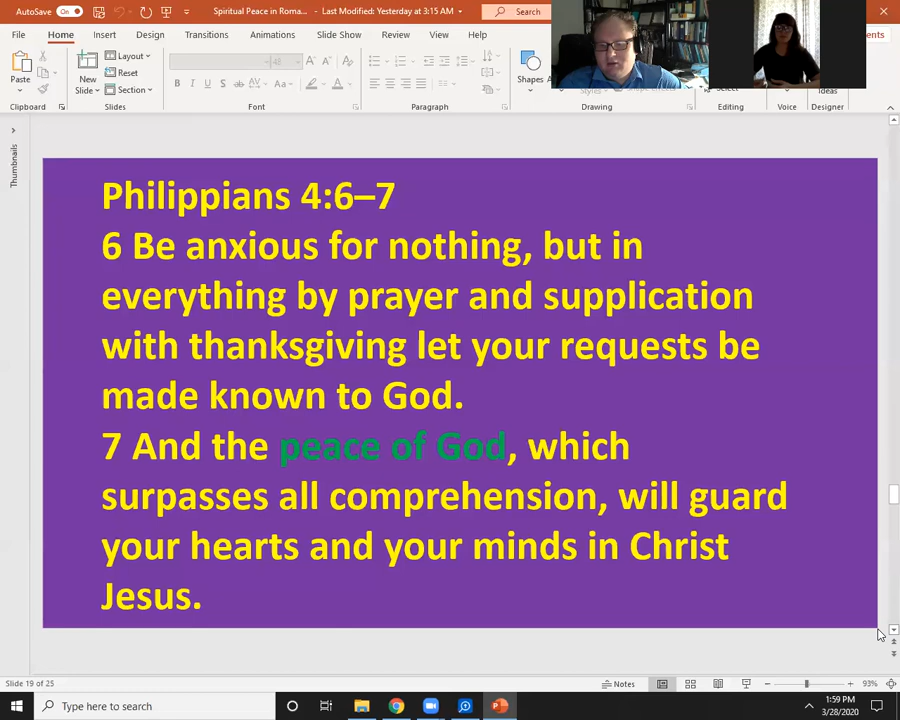 AutoSave On Spiritual Peace in Roma... • Last Modified: Yesterday at 3:15 AM Search
File Home Insert Design Transitions Animations Slide Show Review View Help
Paste New Slide Layout Reset Section 48 Shapes
Clipboard Slides Font Paragraph Drawing Editing Voice Designer
Thumbnails
Philippians 4:6–7
6 Be anxious for nothing, but in
everything by prayer and supplication
with thanksgiving let your requests be
made known to God.
7 And the peace of God, which
surpasses all comprehension, will guard
your hearts and your minds in Christ
Jesus.
Slide 19 of 25 Notes 93%
Type here to search 1:59 PM
3/28/2020